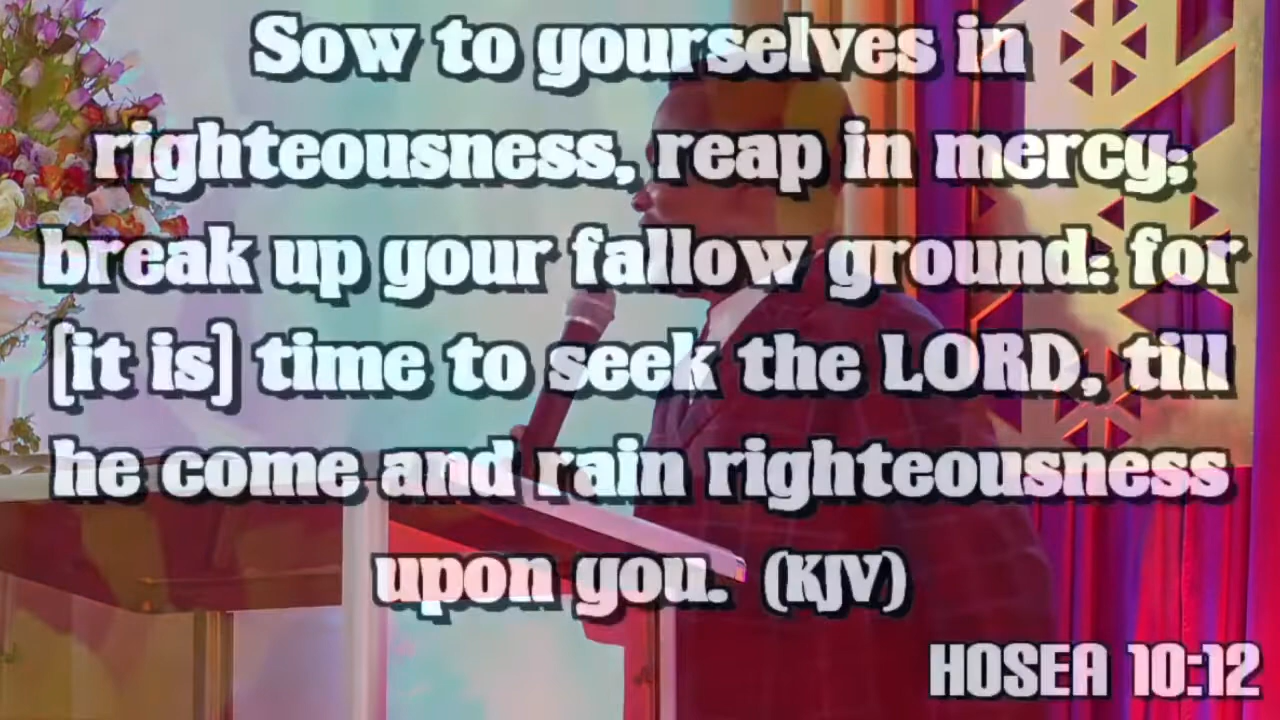 Sow to yourselves in
righteousness, reap in mercy;
break up your fallow ground: for
[it is] time to seek the LORD, till
he come and rain righteousness
upon you. (KJV)
HOSEA 10:12